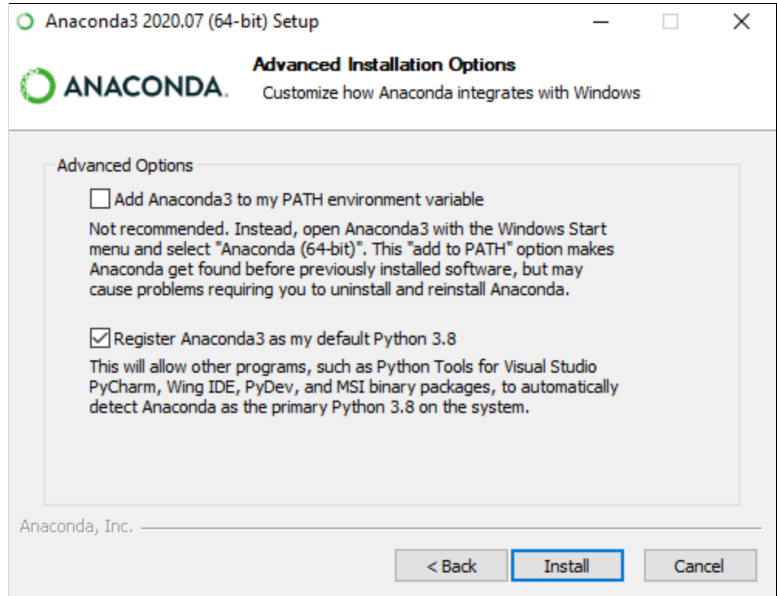 Anaconda3 2020.07 (64-bit) Setup
ANACONDA.
Advanced Installation Options
Customize how Anaconda integrates with Windows
Advanced Options
Add Anaconda3 to my PATH environment variable
Not recommended. Instead, open Anaconda3 with the Windows Start
menu and select "Anaconda (64-bit)". This "add to PATH" option makes
Anaconda get found before previously installed software, but may
cause problems requiring you to uninstall and reinstall Anaconda.
Register Anaconda3 as my default Python 3.8
This will allow other programs, such as Python Tools for Visual Studio
PyCharm, Wing IDE, PyDev, and MSI binary packages, to automatically
detect Anaconda as the primary Python 3.8 on the system.
Anaconda, Inc.
< Back
Install
Cancel